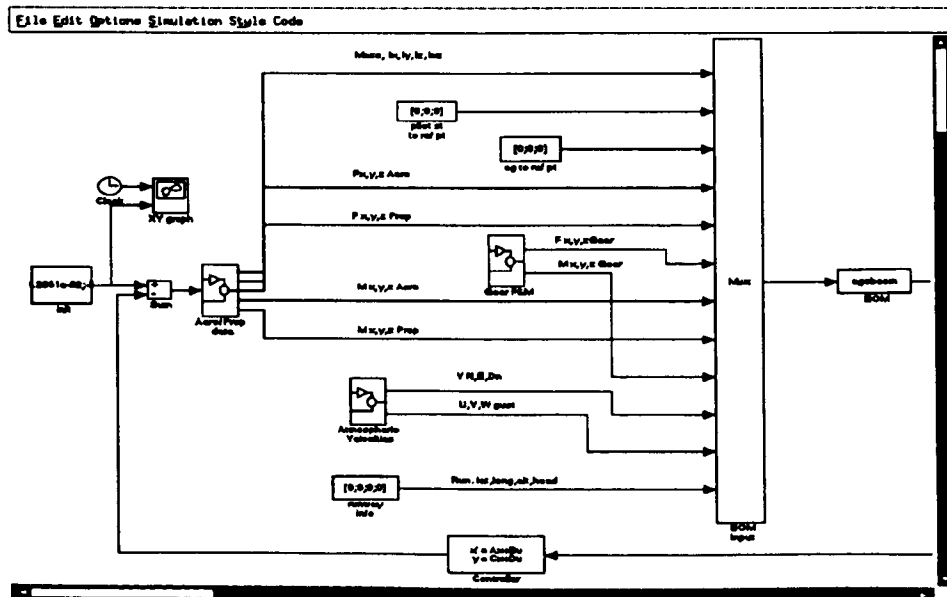 File Edit Options Simulation Style Code
Mass, Ix,Iy,Iz,Ixz
[0;0;0]
pilot st
to ref pt
[0;0;0]
cg to ref pt
Clock
XY graph
Fx,y,z Aero
F x,y,z Prop
F x,y,z Gear
M x,y,z Gear
Gear F&M
Init
+
-
Sum
Aero/Prop
data
M x,y,z Aero
Mux
EOM
M x,y,z Prop
V N,E,Dn
U,V,W gust
Atmospheric
Velocities
[0;0;0;0]
runway
info
Run. lat,long,alt,head
EOM
Input
x' = Ax+Bu
y = Cx+Du
Controller